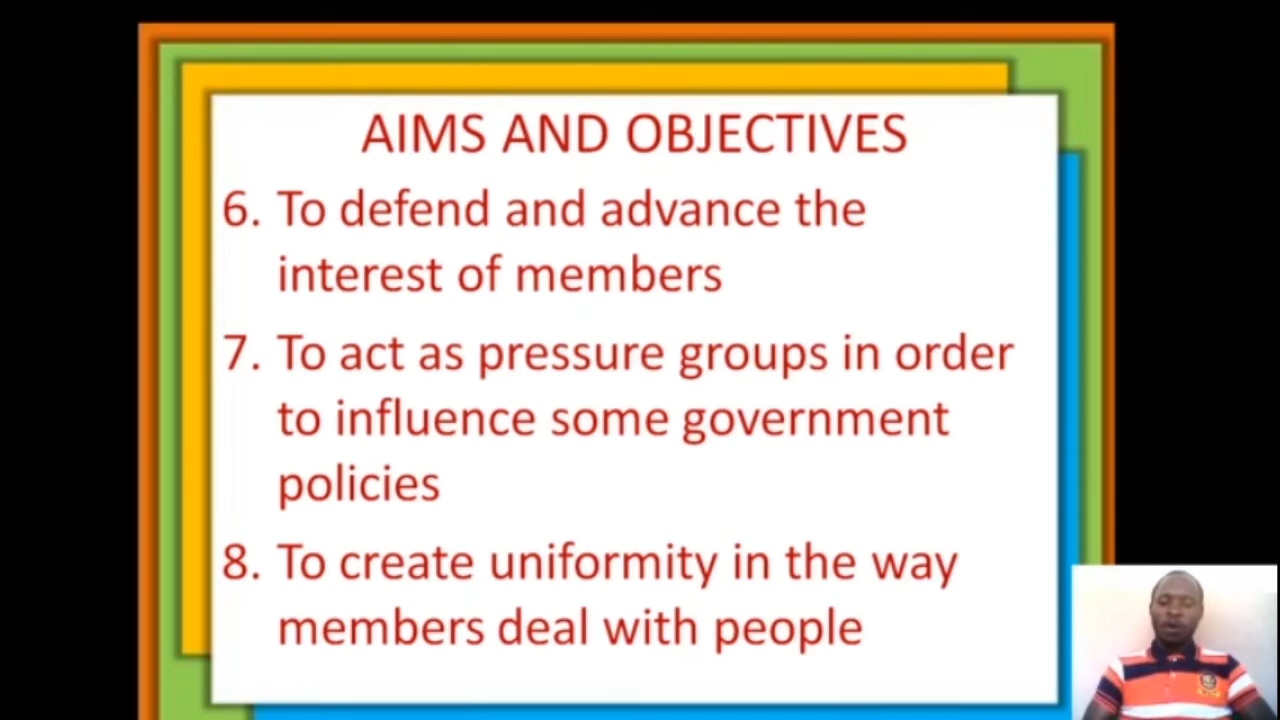 AIMS AND OBJECTIVES
6. To defend and advance the
interest of members
7. To act as pressure groups in order
to influence some government
policies
8. To create uniformity in the way
members deal with people